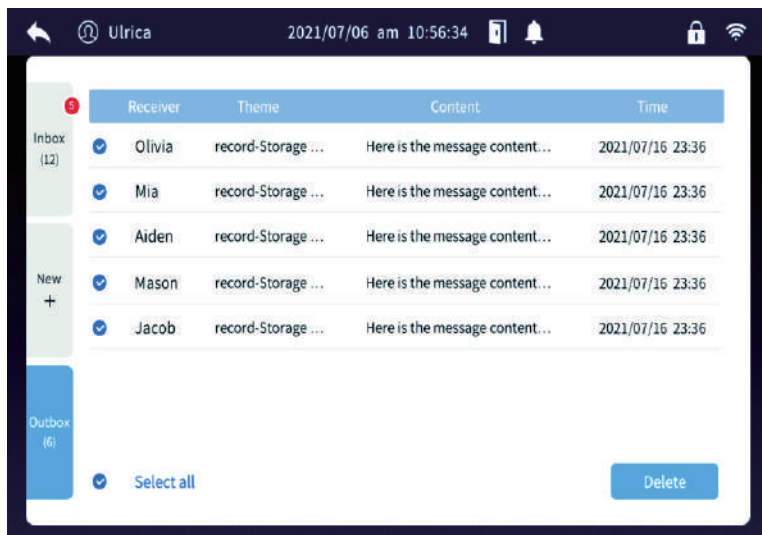 Ulrica 2021/07/06 am 10:56:34
5
Inbox
(12)
New
+
Outbox
(6)
Receiver Theme Content Time
Olivia record-Storage ... Here is the message content... 2021/07/16 23:36
Mia record-Storage ... Here is the message content... 2021/07/16 23:36
Aiden record-Storage ... Here is the message content... 2021/07/16 23:36
Mason record-Storage ... Here is the message content... 2021/07/16 23:36
Jacob record-Storage ... Here is the message content... 2021/07/16 23:36
Select all Delete